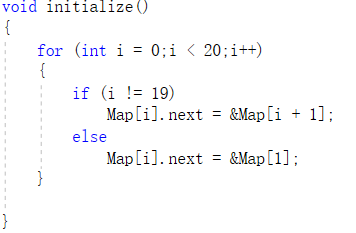 void initialize()
{
    for (int i = 0;i < 20;i++)
    {
        if (i != 19)
            Map[i].next = &Map[i + 1];
        else
            Map[i].next = &Map[1];
    }
}